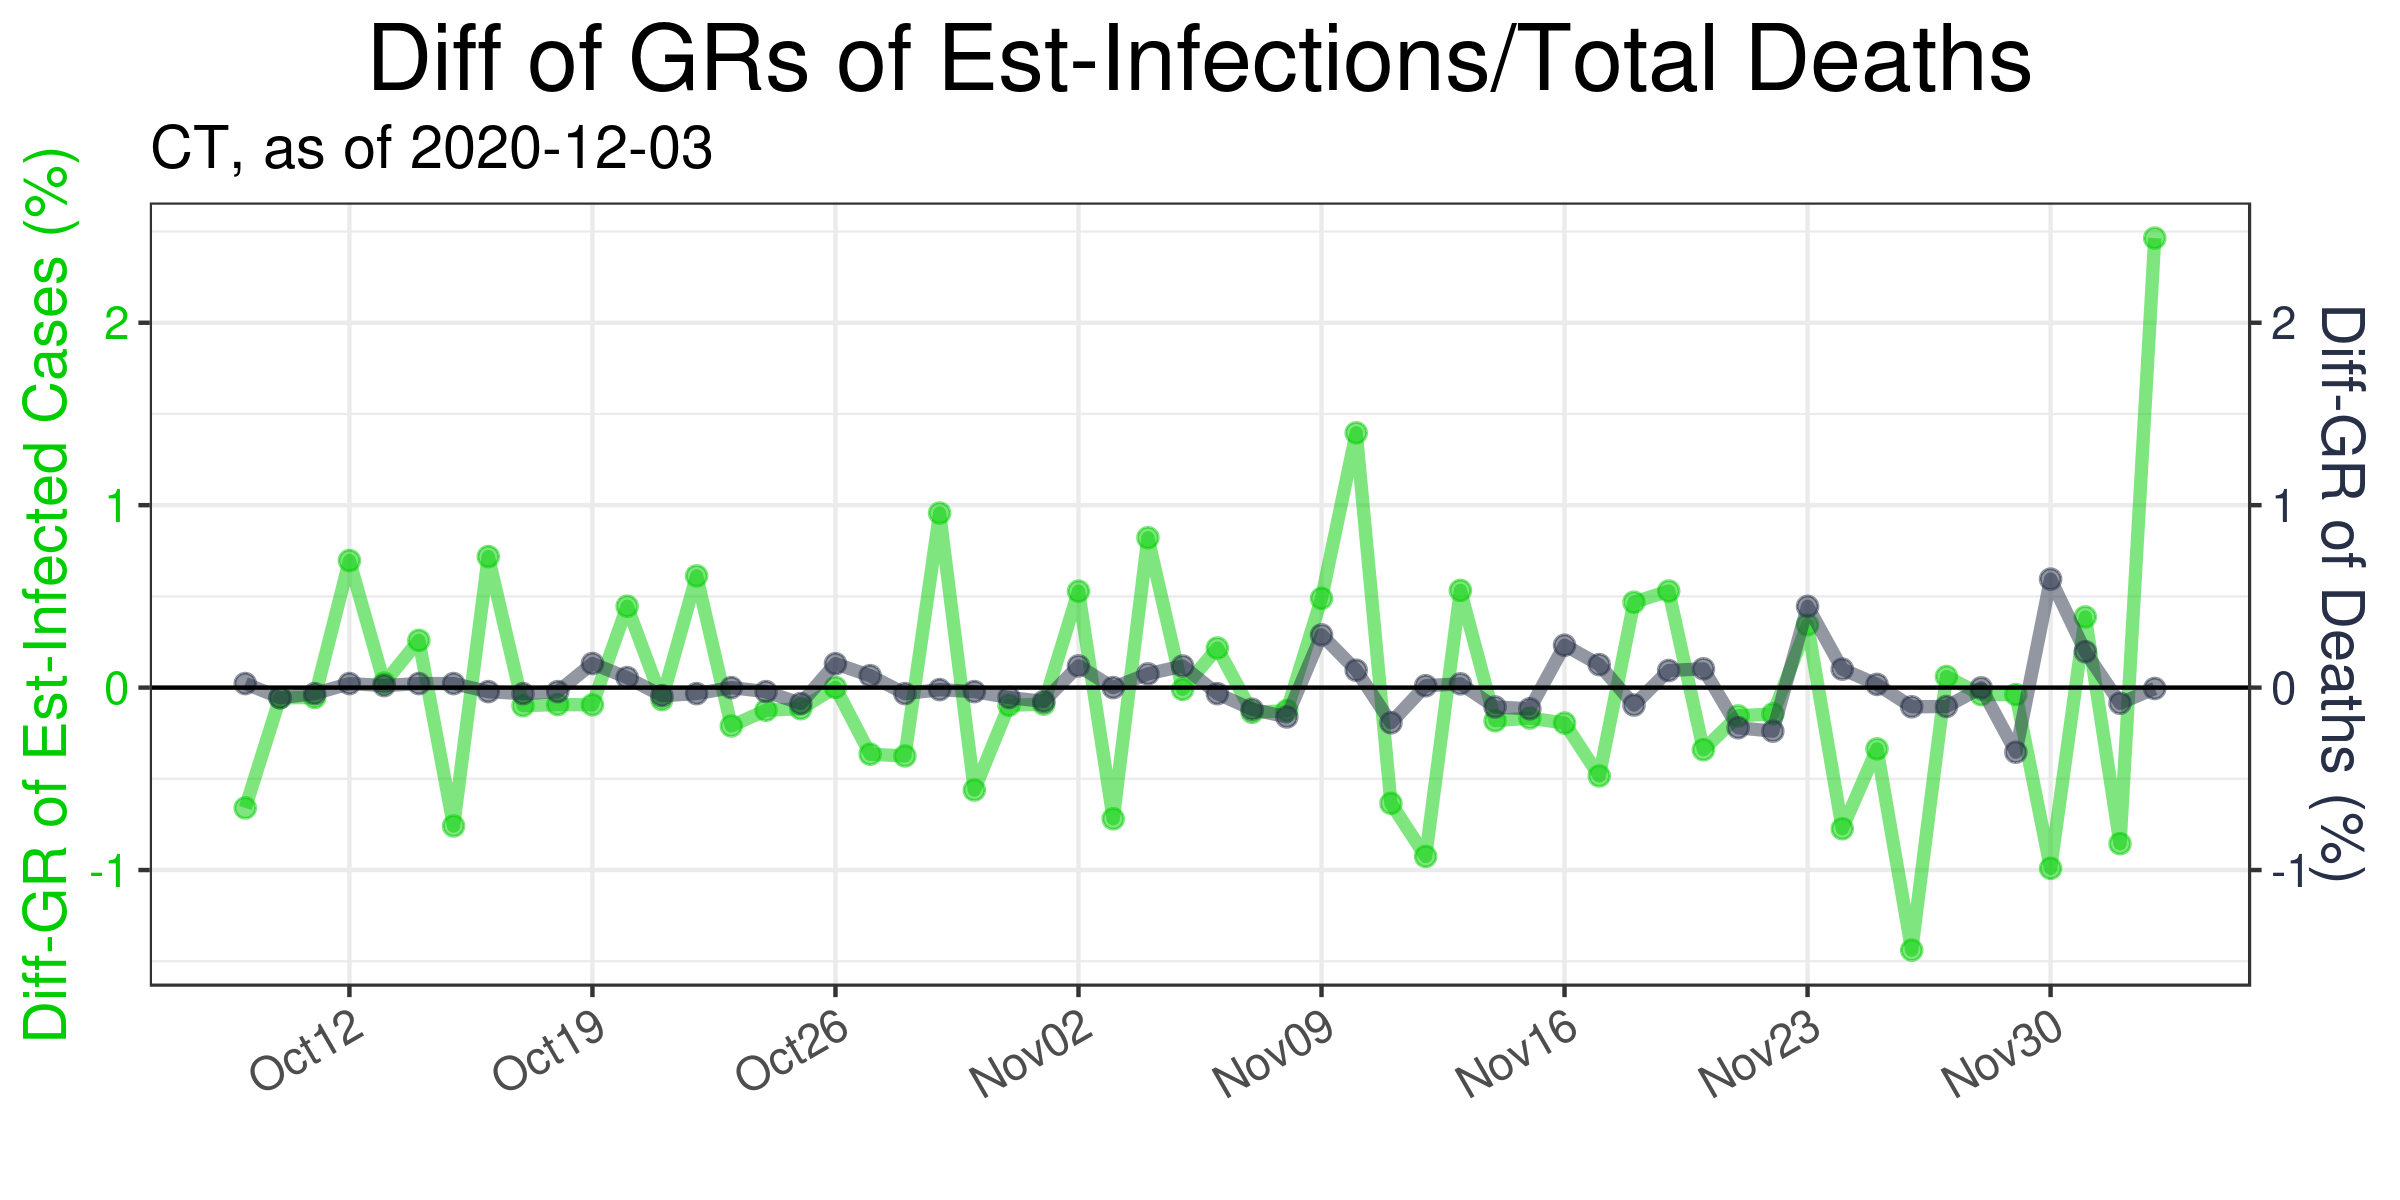 Diff of GRs of Est-Infections/Total Deaths
CT, as of 2020-12-03
Diff-GR of Est-Infected Cases (%)
2
1
0
-1
2
1
0
-1
Diff-GR of Deaths (%)
Oct12
Oct19
Oct26
Nov02
Nov09
Nov16
Nov23
Nov30